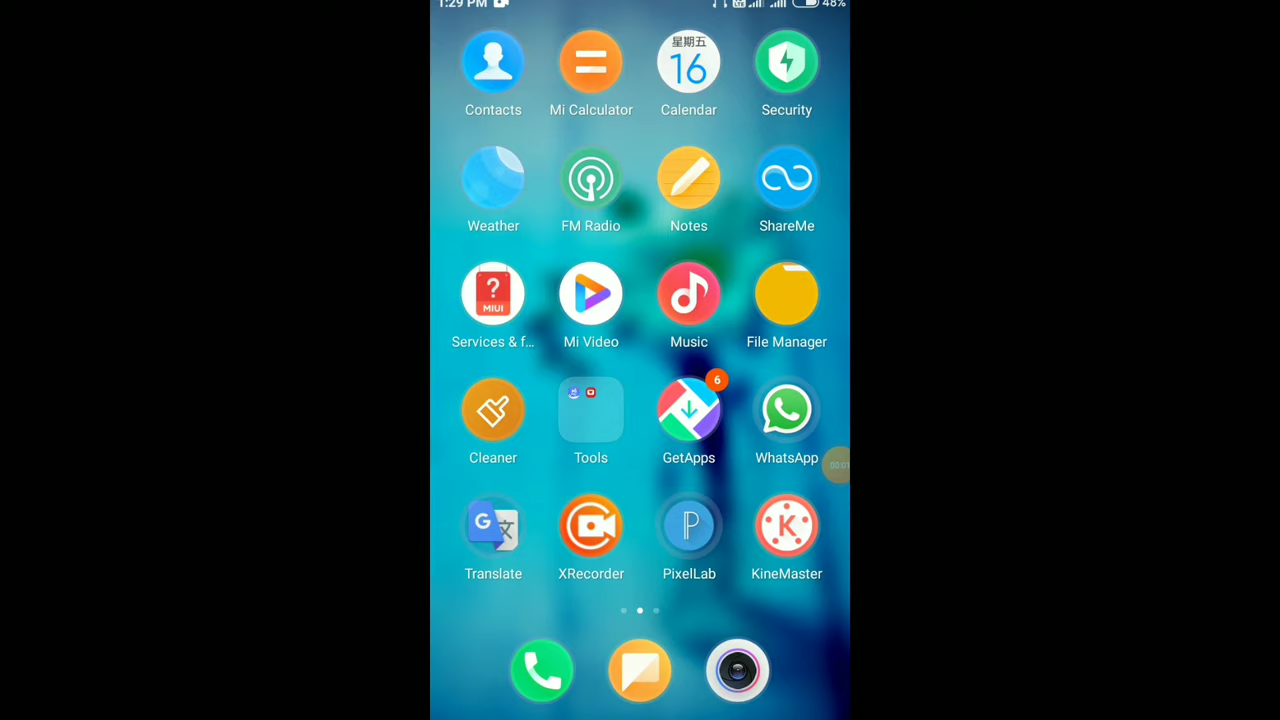 1:29 PM 48%
星期五
16
Contacts Mi Calculator Calendar Security
Weather FM Radio Notes ShareMe
?
MIUI
Services & f... Mi Video Music File Manager
6
Cleaner Tools GetApps WhatsApp
G 文
P
K
Translate XRecorder PixelLab KineMaster